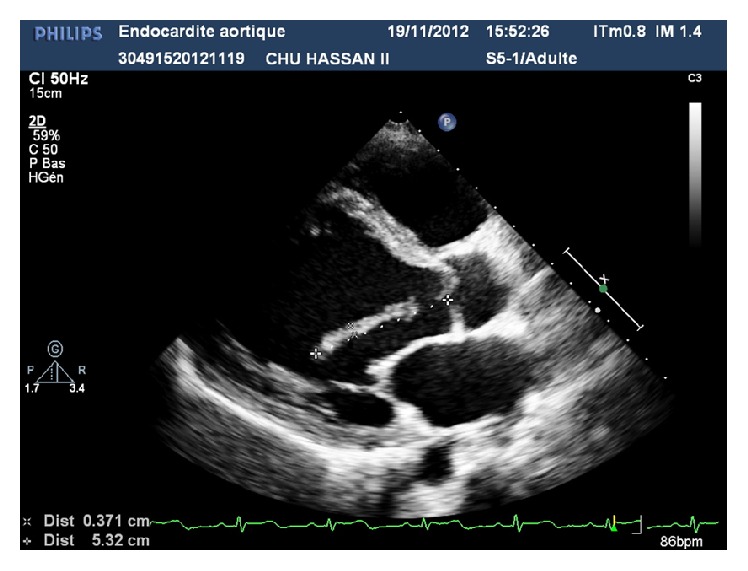 PHILIPS Endocardite aortique 19/11/2012 15:52:26 ITm0.8 IM 1.4
30491520121119 CHU HASSAN II S5-1/Adulte
CI 50Hz
15cm
C3
2D
59%
C 50
P Bas
HGén
P
X
G
P R
1.7 3.4
Dist 0.371 cm
Dist 5.32 cm
86bpm